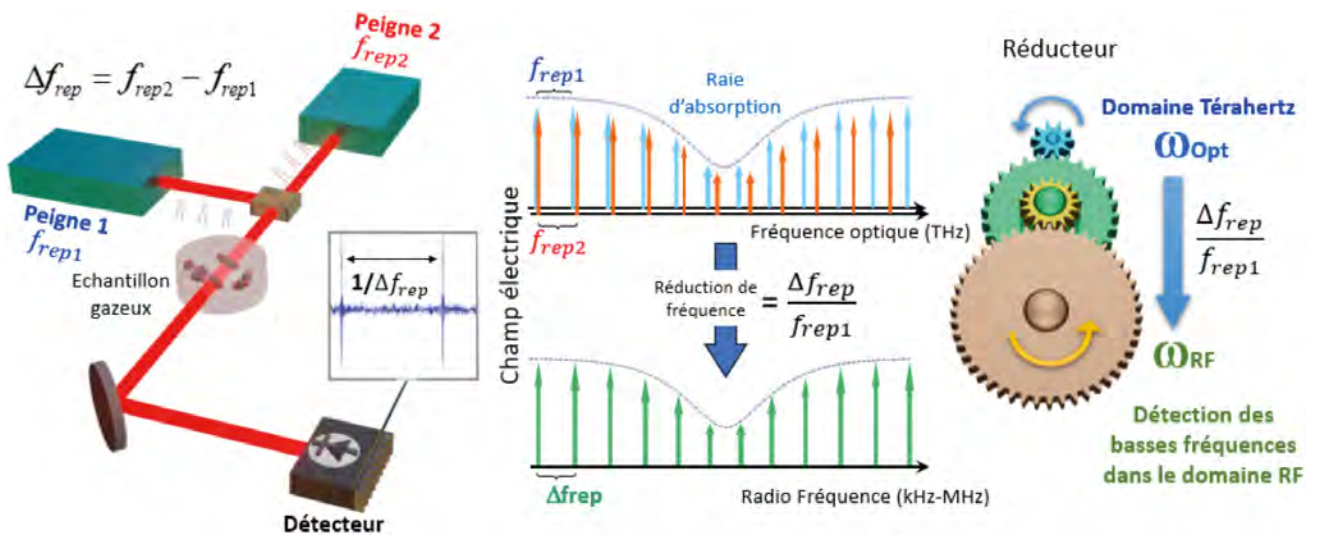 Peigne 2
f_rep2
Δf_rep = f_rep2 − f_rep1
Peigne 1
f_rep1
Echantillon
gazeux
1/Δf_rep
Détecteur
Champ électrique
f_rep1
Raie
d'absorption
f_rep2
Fréquence optique (THz)
Réduction de
fréquence
= Δf_rep / f_rep1
Δfrep
Radio Fréquence (kHz-MHz)
Réducteur
Domaine Térahertz
ωOpt
Δf_rep / f_rep1
ωRF
Détection des
basses fréquences
dans le domaine RF